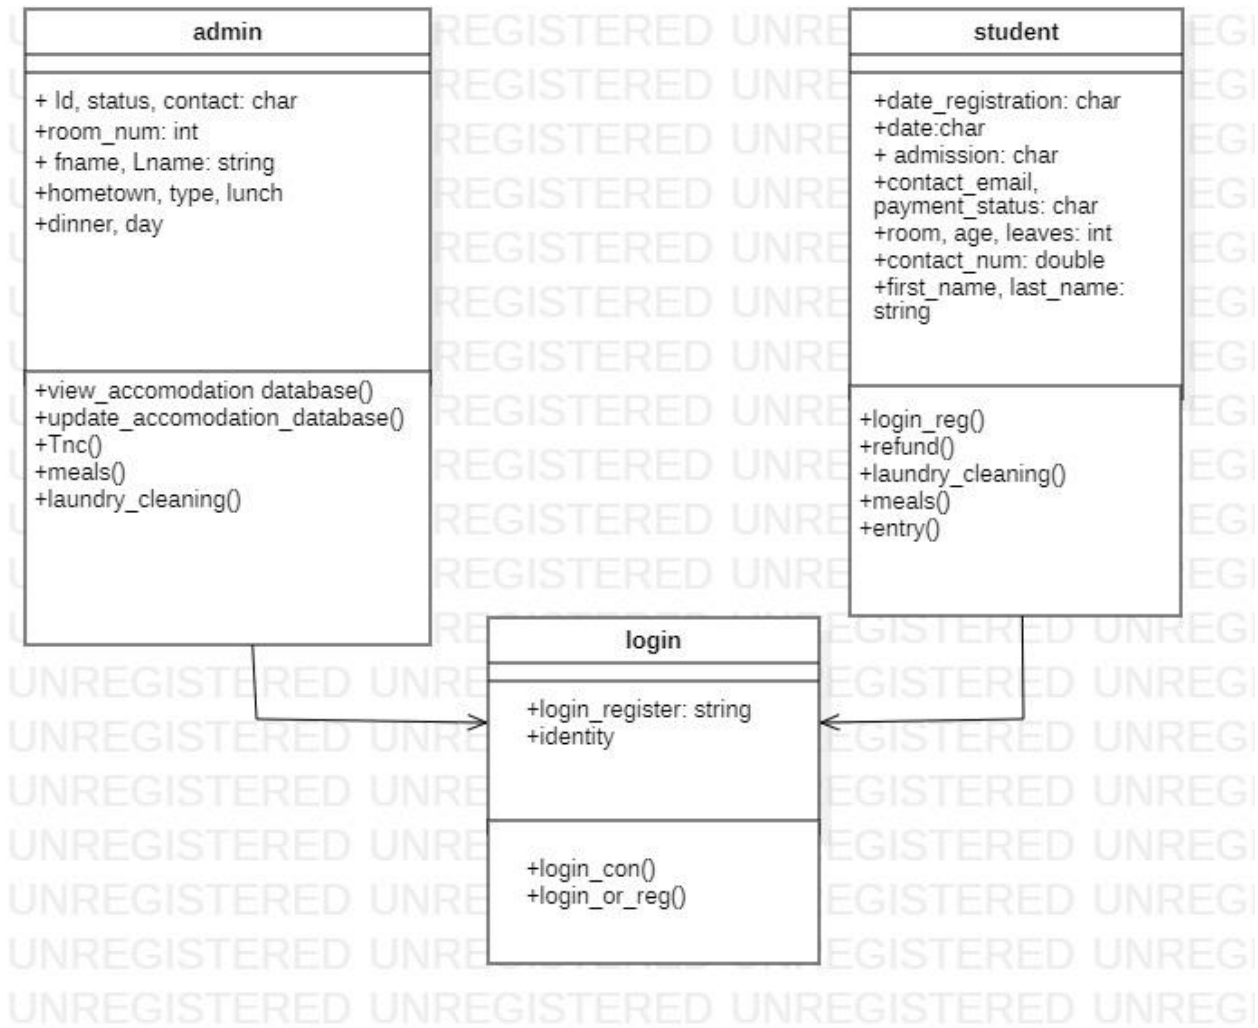 admin
+ Id, status, contact: char
+room_num: int
+ fname, Lname: string
+hometown, type, lunch
+dinner, day
+view_accomodation database()
+update_accomodation_database()
+Tnc()
+meals()
+laundry_cleaning()
student
+date_registration: char
+date:char
+ admission: char
+contact_email,
payment_status: char
+room, age, leaves: int
+contact_num: double
+first_name, last_name:
string
+login_reg()
+refund()
+laundry_cleaning()
+meals()
+entry()
login
+login_register: string
+identity
+login_con()
+login_or_reg()
UNREGISTERED UNREGISTERED UNREGI